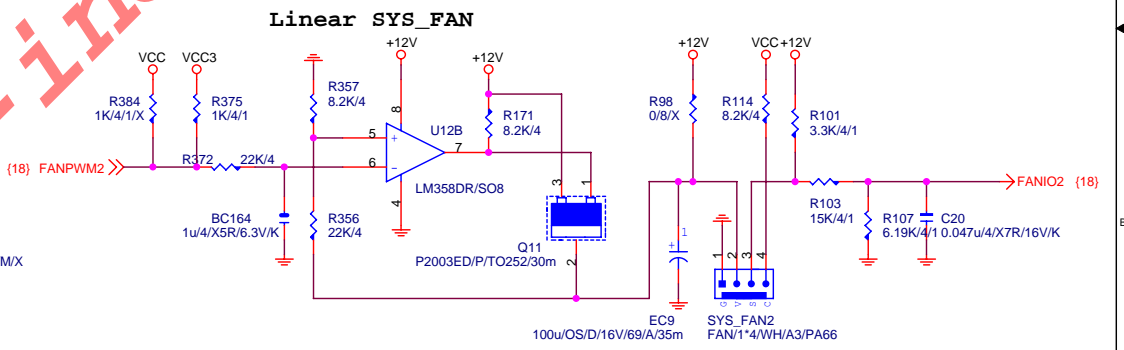 Linear SYS_FAN
+12V
+12V
+12V
VCC
+12V
VCC
VCC3
R384
1K/4/1/X
R375
1K/4/1
R357
8.2K/4
8
U12B
5
+
6
-
7
4
LM358DR/SO8
R171
8.2K/4
R98
0/8/X
R114
8.2K/4
R101
3.3K/4/1
{18} FANPWM2
R372
22K/4
FANIO2 {18}
BC164
1u/4/X5R/6.3V/K
R356
22K/4
3
1
2
Q11
P2003ED/P/TO252/30m
R103
15K/4/1
R107
6.19K/4/1
C20
0.047u/4/X7R/16V/K
+
1
1
2
3
4
G
V
S
C
M/X
EC9
100u/OS/D/16V/69/A/35m
SYS_FAN2
FAN/1*4/WH/A3/PA66